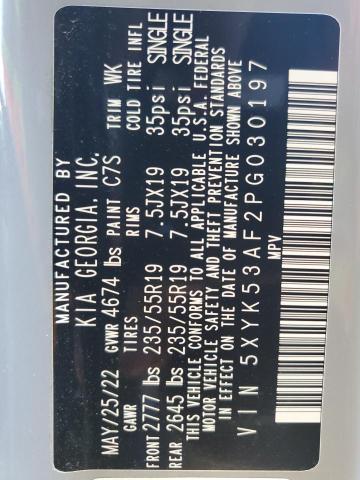 MANUFACTURED BY
KIA GEORGIA, INC.
MAY/25/22 GVWR 4674 lbs PAINT C7S TRIM WK
GAWR TIRES RIMS COLD TIRE INFL
FRONT 2777 lbs 235/55R19 7.5JX19 35psi SINGLE
REAR 2645 lbs 235/55R19 7.5JX19 35psi SINGLE
THIS VEHICLE CONFORMS TO ALL APPLICABLE U.S.A. FEDERAL
MOTOR VEHICLE SAFETY AND THEFT PREVENTION STANDARDS
IN EFFECT ON THE DATE OF MANUFACTURE SHOWN ABOVE
VIN 5XYK53AF2PG030197
MPV